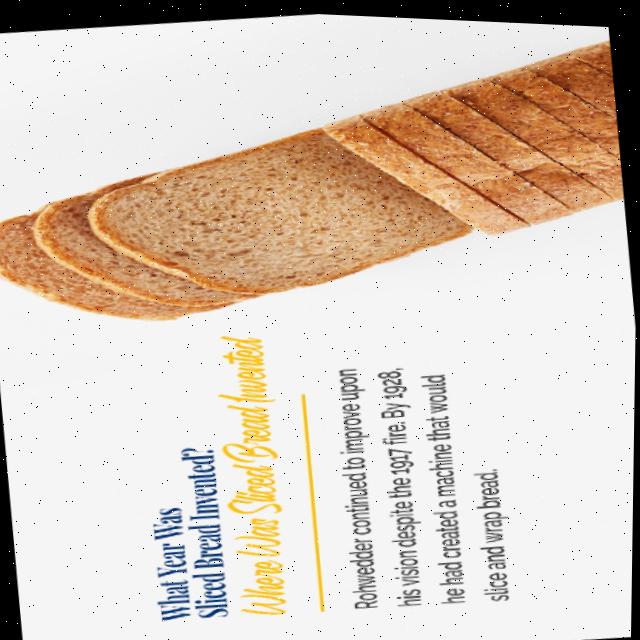 What Year Was
Sliced Bread Invented?
Where Was Sliced Bread Invented
Rohwedder continued to improve upon
his vision despite the 1917 fire. By 1928,
he had created a machine that would
slice and wrap bread.